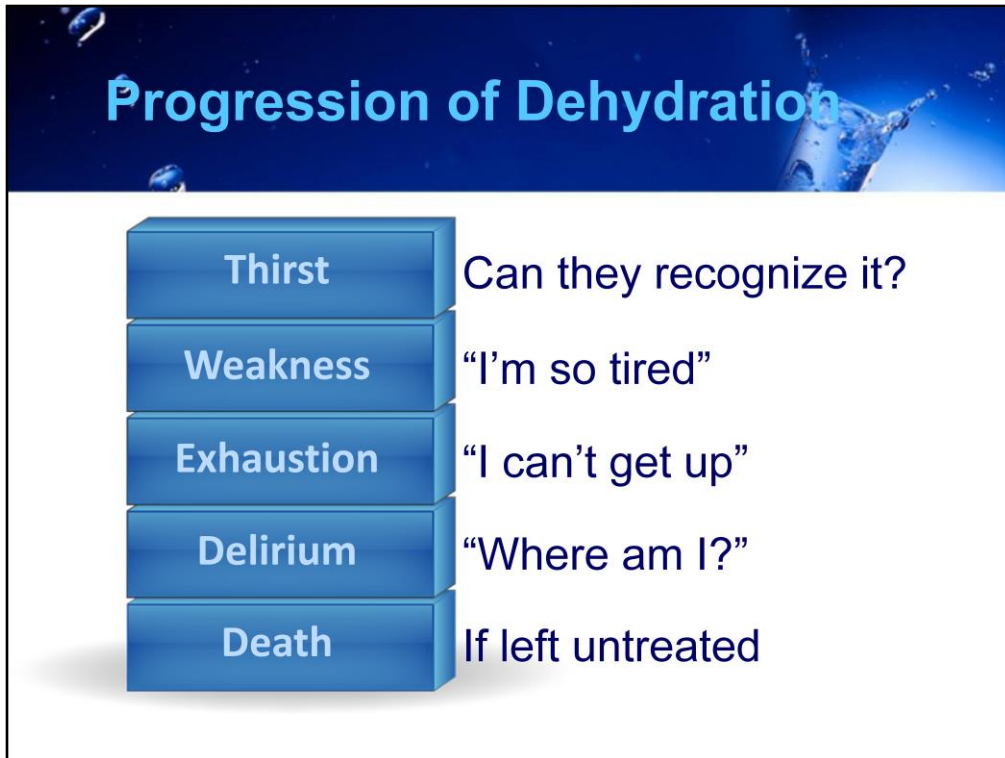 Progression of Dehydration
Thirst
Can they recognize it?
Weakness
“I’m so tired”
Exhaustion
“I can’t get up”
Delirium
“Where am I?”
Death
If left untreated